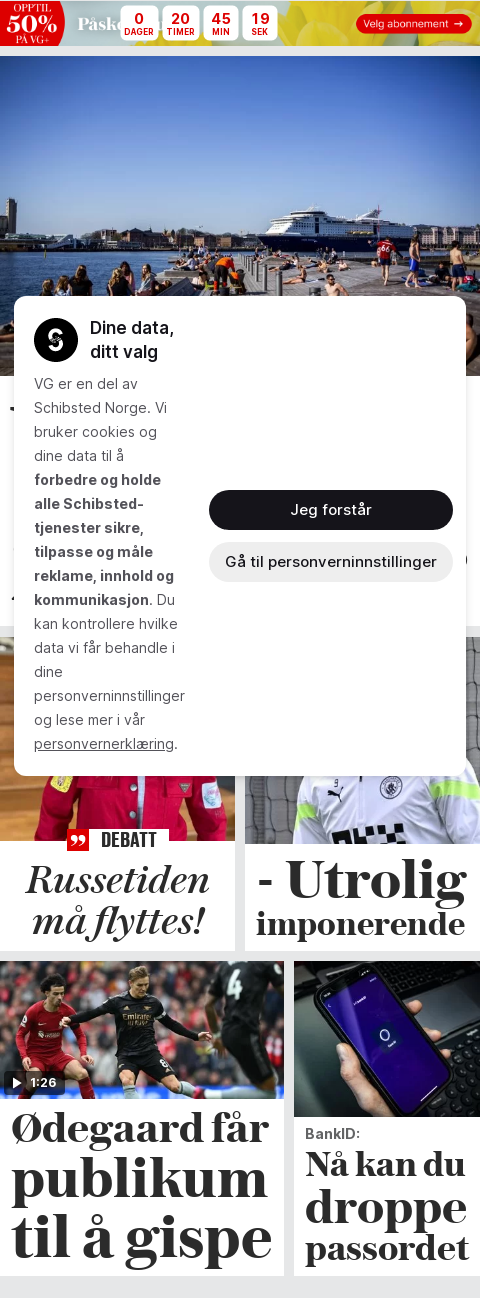 OPPTIL
50%
PÅ VG+
0
DAGER
20
TIMER
45
MIN
19
SEK
Velg abonnement →
Dine data,
ditt valg
VG er en del av
Schibsted Norge. Vi
bruker cookies og
dine data til å
forbedre og holde
alle Schibsted-
tjenester sikre,
tilpasse og måle
reklame, innhold og
kommunikasjon. Du
kan kontrollere hvilke
data vi får behandle i
dine
personverninnstillinger
og lese mer i vår
personvernerklæring.
Jeg forstår
Gå til personverninnstillinger
DEBATT
Russetiden
må flyttes!
- Utrolig
imponerende
1:26
Ødegaard får
publikum
til å gispe
BankID:
Nå kan du
droppe
passordet